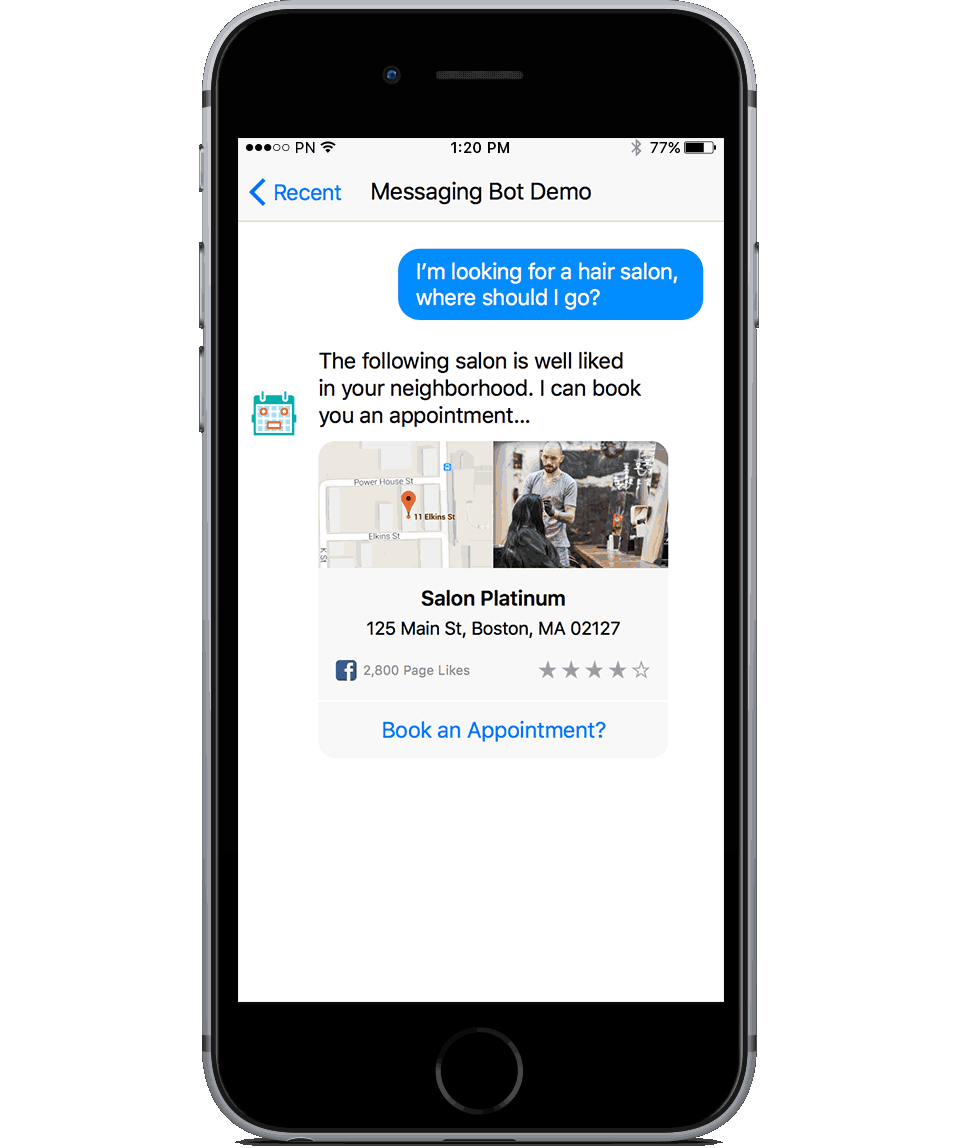 PN 1:20 PM 77%
Recent Messaging Bot Demo
I'm looking for a hair salon,
where should I go?
The following salon is well liked
in your neighborhood. I can book
you an appointment...
Power House St
11 Elkins St
Elkins St
K St
Salon Platinum
125 Main St, Boston, MA 02127
f 2,800 Page Likes
Book an Appointment?